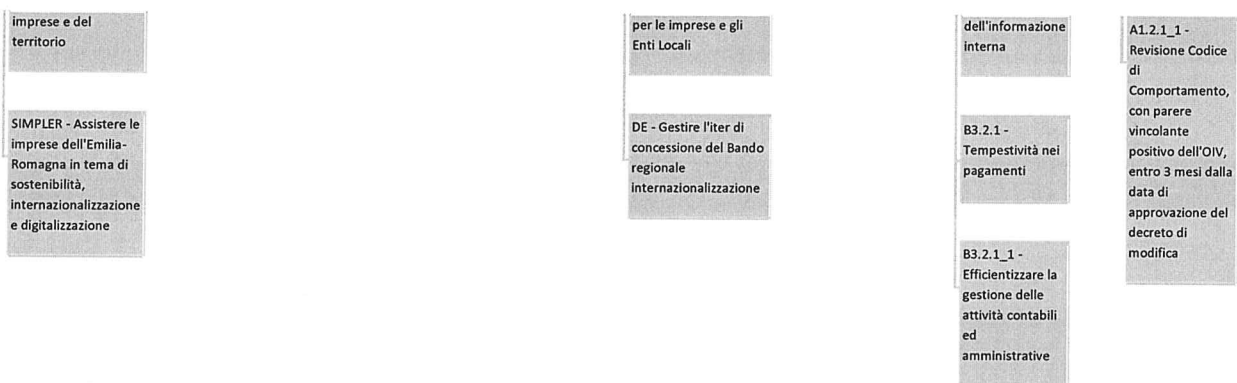 imprese e del
territorio
SIMPLER - Assistere le
imprese dell'Emilia-
Romagna in tema di
sostenibilità,
internazionalizzazione
e digitalizzazione
per le imprese e gli
Enti Locali
DE - Gestire l'iter di
concessione del Bando
regionale
internazionalizzazione
dell'informazione
interna
B3.2.1 -
Tempestività nei
pagamenti
B3.2.1_1 -
Efficientizzare la
gestione delle
attività contabili
ed
amministrative
A1.2.1_1 -
Revisione Codice
di
Comportamento,
con parere
vincolante
positivo dell'OIV,
entro 3 mesi dalla
data di
approvazione del
decreto di
modifica